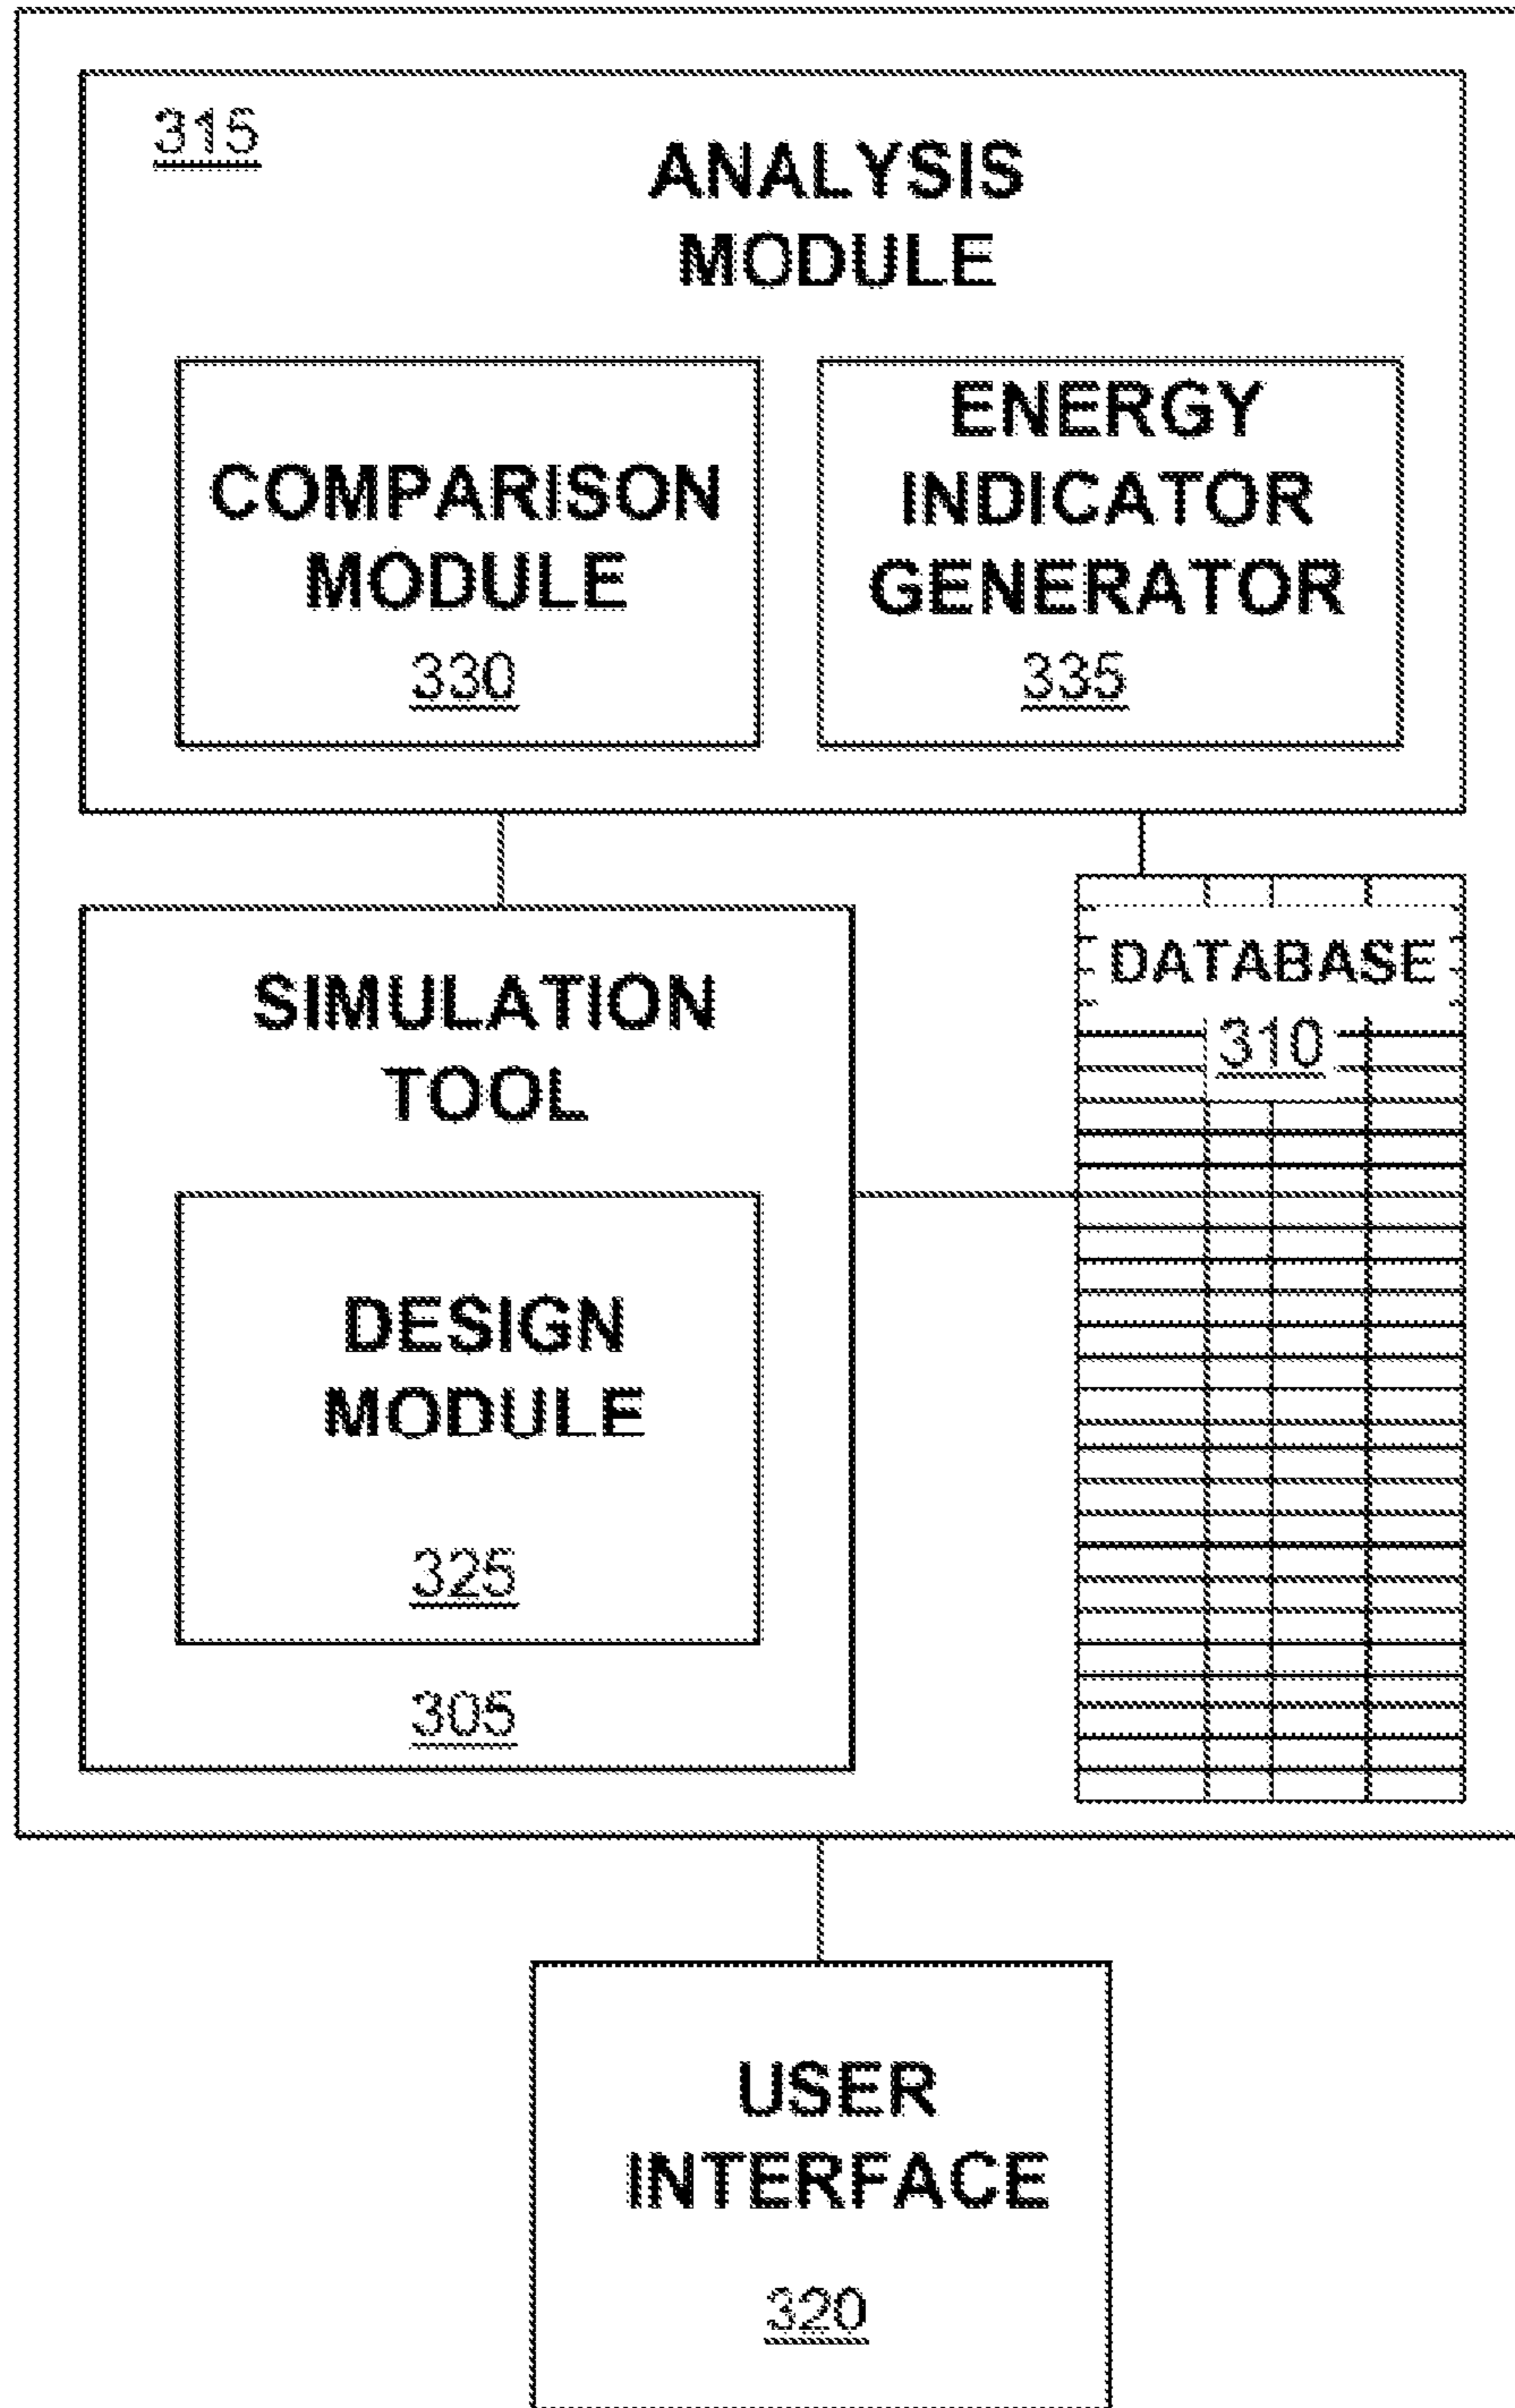 315
ANALYSIS
MODULE
COMPARISON
MODULE
330
ENERGY
INDICATOR
GENERATOR
335
SIMULATION
TOOL
DESIGN
MODULE
325
305
DATABASE
310
USER
INTERFACE
320